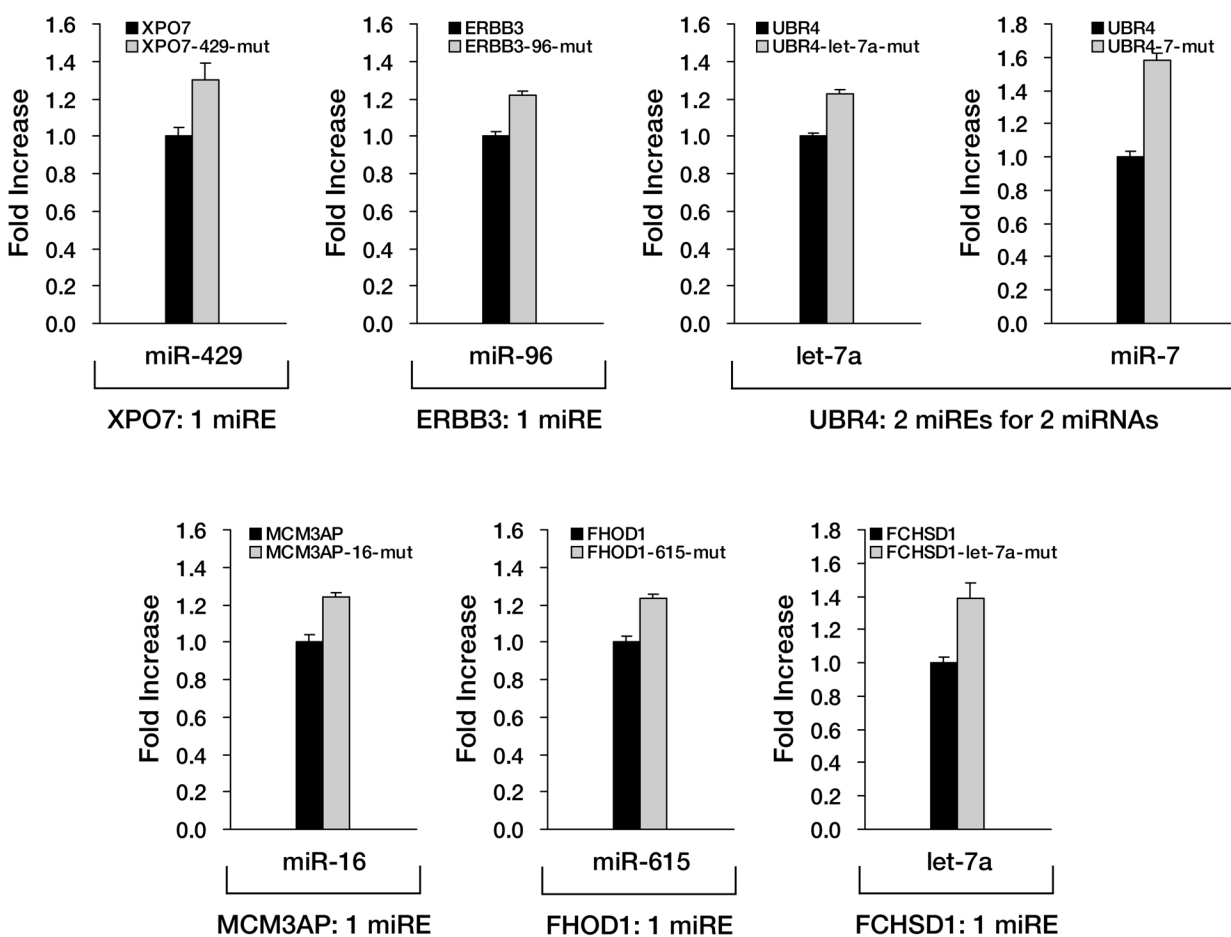 XPO7
XPO7-429-mut
Fold Increase
1.6
1.4
1.2
1.0
0.8
0.6
0.4
0.2
0.0
miR-429
XPO7: 1 miRE
ERBB3
ERBB3-96-mut
Fold Increase
1.6
1.4
1.2
1.0
0.8
0.6
0.4
0.2
0.0
miR-96
ERBB3: 1 miRE
UBR4
UBR4-let-7a-mut
Fold Increase
1.6
1.4
1.2
1.0
0.8
0.6
0.4
0.2
0.0
let-7a
UBR4
UBR4-7-mut
Fold Increase
1.8
1.6
1.4
1.2
1.0
0.8
0.6
0.4
0.2
0.0
miR-7
UBR4: 2 miREs for 2 miRNAs
MCM3AP
MCM3AP-16-mut
Fold Increase
1.6
1.4
1.2
1.0
0.8
0.6
0.4
0.2
0.0
miR-16
MCM3AP: 1 miRE
FHOD1
FHOD1-615-mut
Fold Increase
1.6
1.4
1.2
1.0
0.8
0.6
0.4
0.2
0.0
miR-615
FHOD1: 1 miRE
FCHSD1
FCHSD1-let-7a-mut
Fold Increase
1.8
1.6
1.4
1.2
1.0
0.8
0.6
0.4
0.2
0.0
let-7a
FCHSD1: 1 miRE